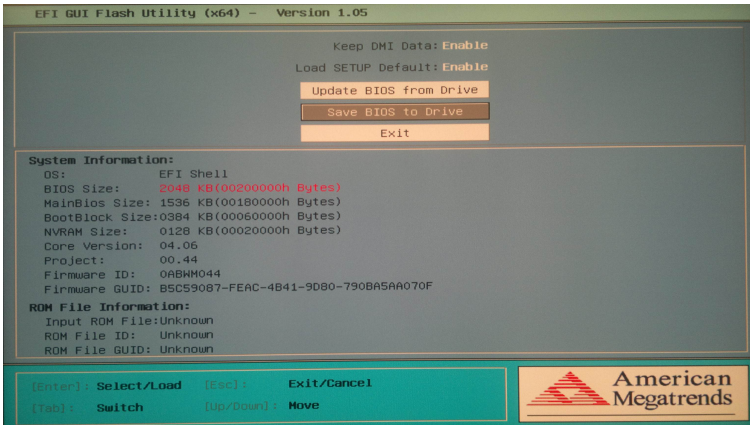 EFI GUI Flash Utility (x64) – Version 1.05
Keep DMI Data: Enable
Load SETUP Default: Enable
Update BIOS from Drive
Save BIOS to Drive
Exit
System Information:
OS: EFI Shell
BIOS Size: 2048 KB(00200000h Bytes)
MainBios Size: 1536 KB(00180000h Bytes)
BootBlock Size:0384 KB(00060000h Bytes)
NVRAM Size: 0128 KB(00020000h Bytes)
Core Version: 04.06
Project: 00.44
Firmware ID: 0ABWM044
Firmware GUID: B5C59087-FEAC-4B41-9D80-790BA5AA070F
ROM File Information:
Input ROM File:Unknown
ROM File ID: Unknown
ROM File GUID: Unknown
[Enter]: Select/Load [Esc]: Exit/Cancel
[Tab]: Switch [Up/Down]: Move
American
Megatrends